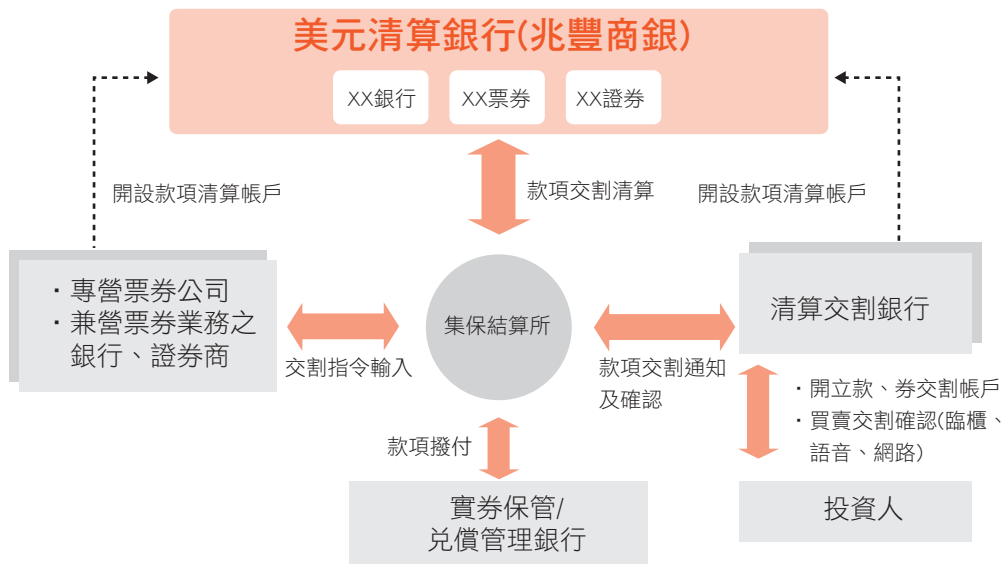 美元清算銀行(兆豐商銀)
XX銀行
XX票券
XX證券
開設款項清算帳戶
款項交割清算
開設款項清算帳戶
・專營票券公司
・兼營票券業務之
銀行、證券商
交割指令輸入
集保結算所
款項交割通知
及確認
清算交割銀行
・開立款、券交割帳戶
・買賣交割確認(臨櫃、
語音、網路)
款項撥付
實券保管/
兌償管理銀行
投資人